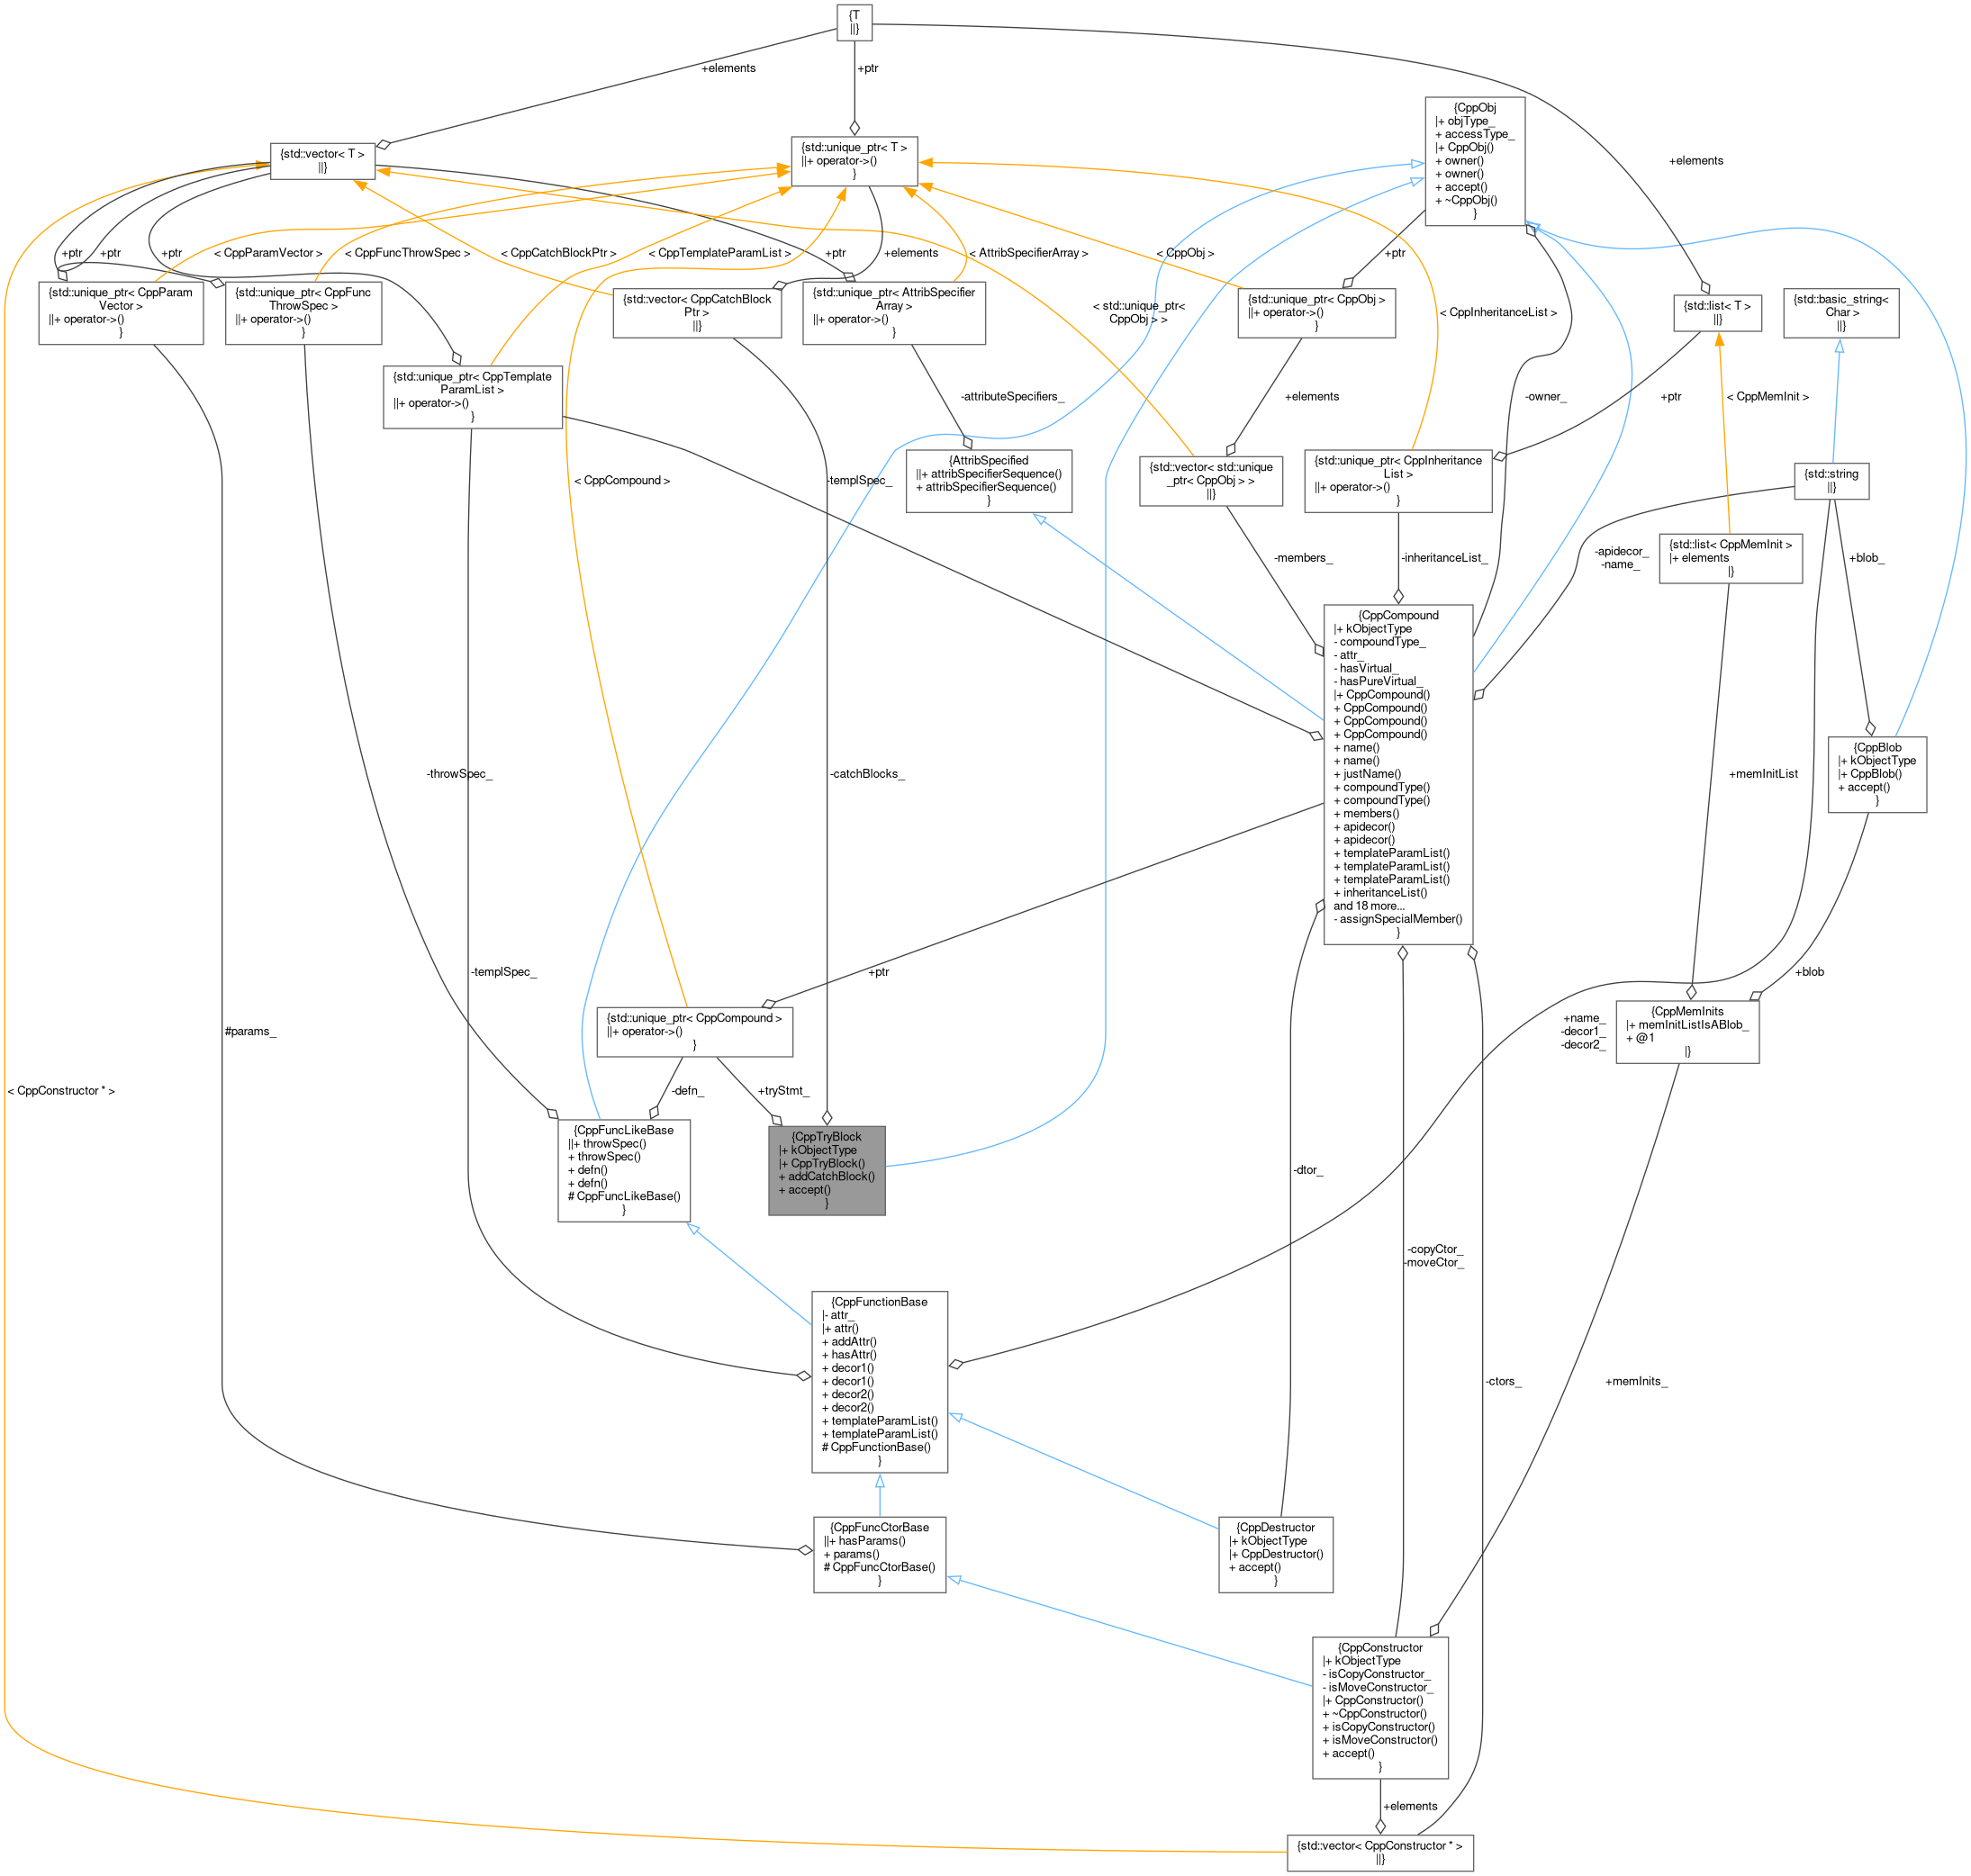 {T
||}
+elements
+ptr
{CppObj
|+ objType_
+ accessType_
|+ CppObj()
+ owner()
+ owner()
+ accept()
+ ~CppObj()
}
{std::vector< T >
||}
{std::unique_ptr< T >
||+ operator->()
}
+elements
+ptr
+ptr
+ptr
< CppParamVector >
< CppFuncThrowSpec >
< CppCatchBlockPtr >
< CppTemplateParamList >
+ptr
+elements
< AttribSpecifierArray >
< CppObj >
+ptr
{std::unique_ptr< CppParam
Vector >
||+ operator->()
}
{std::unique_ptr< CppFunc
ThrowSpec >
||+ operator->()
}
{std::vector< CppCatchBlock
Ptr >
||}
{std::unique_ptr< AttribSpecifier
Array >
||+ operator->()
}
< std::unique_ptr<
CppObj > >
{std::unique_ptr< CppObj >
||+ operator->()
}
< CppInheritanceList >
{std::list< T >
||}
{std::basic_string<
Char >
||}
{std::unique_ptr< CppTemplate
ParamList >
||+ operator->()
}
-attributeSpecifiers_
+elements
-owner_
+ptr
< CppMemInit >
< CppCompound >
-templSpec_
{AttribSpecified
||+ attribSpecifierSequence()
+ attribSpecifierSequence()
}
{std::vector< std::unique
_ptr< CppObj > >
||}
{std::unique_ptr< CppInheritance
List >
||+ operator->()
}
{std::string
||}
-members_
-inheritanceList_
-apidecor_
-name_
{std::list< CppMemInit >
|+ elements
|}
+blob_
{CppCompound
|+ kObjectType
- compoundType_
- attr_
- hasVirtual_
- hasPureVirtual_
|+ CppCompound()
+ CppCompound()
+ CppCompound()
+ CppCompound()
+ name()
+ name()
+ justName()
+ compoundType()
+ compoundType()
+ members()
+ apidecor()
+ apidecor()
+ templateParamList()
+ templateParamList()
+ templateParamList()
+ inheritanceList()
and 18 more...
- assignSpecialMember()
}
-throwSpec_
-catchBlocks_
+memInitList
{CppBlob
|+ kObjectType
|+ CppBlob()
+ accept()
}
-templSpec_
+ptr
+blob
#params_
{std::unique_ptr< CppCompound >
||+ operator->()
}
+name_
-decor1_
-decor2_
{CppMemInits
|+ memInitListIsABlob_
+ @1
|}
< CppConstructor * >
-defn_
+tryStmt_
{CppFuncLikeBase
||+ throwSpec()
+ throwSpec()
+ defn()
+ defn()
# CppFuncLikeBase()
}
{CppTryBlock
|+ kObjectType
|+ CppTryBlock()
+ addCatchBlock()
+ accept()
}
-dtor_
-copyCtor_
-moveCtor_
{CppFunctionBase
|- attr_
|+ attr()
+ addAttr()
+ hasAttr()
+ decor1()
+ decor1()
+ decor2()
+ decor2()
+ templateParamList()
+ templateParamList()
# CppFunctionBase()
}
-ctors_
+memInits_
{CppFuncCtorBase
||+ hasParams()
+ params()
# CppFuncCtorBase()
}
{CppDestructor
|+ kObjectType
|+ CppDestructor()
+ accept()
}
{CppConstructor
|+ kObjectType
- isCopyConstructor_
- isMoveConstructor_
|+ CppConstructor()
+ ~CppConstructor()
+ isCopyConstructor()
+ isMoveConstructor()
+ accept()
}
+elements
{std::vector< CppConstructor * >
||}